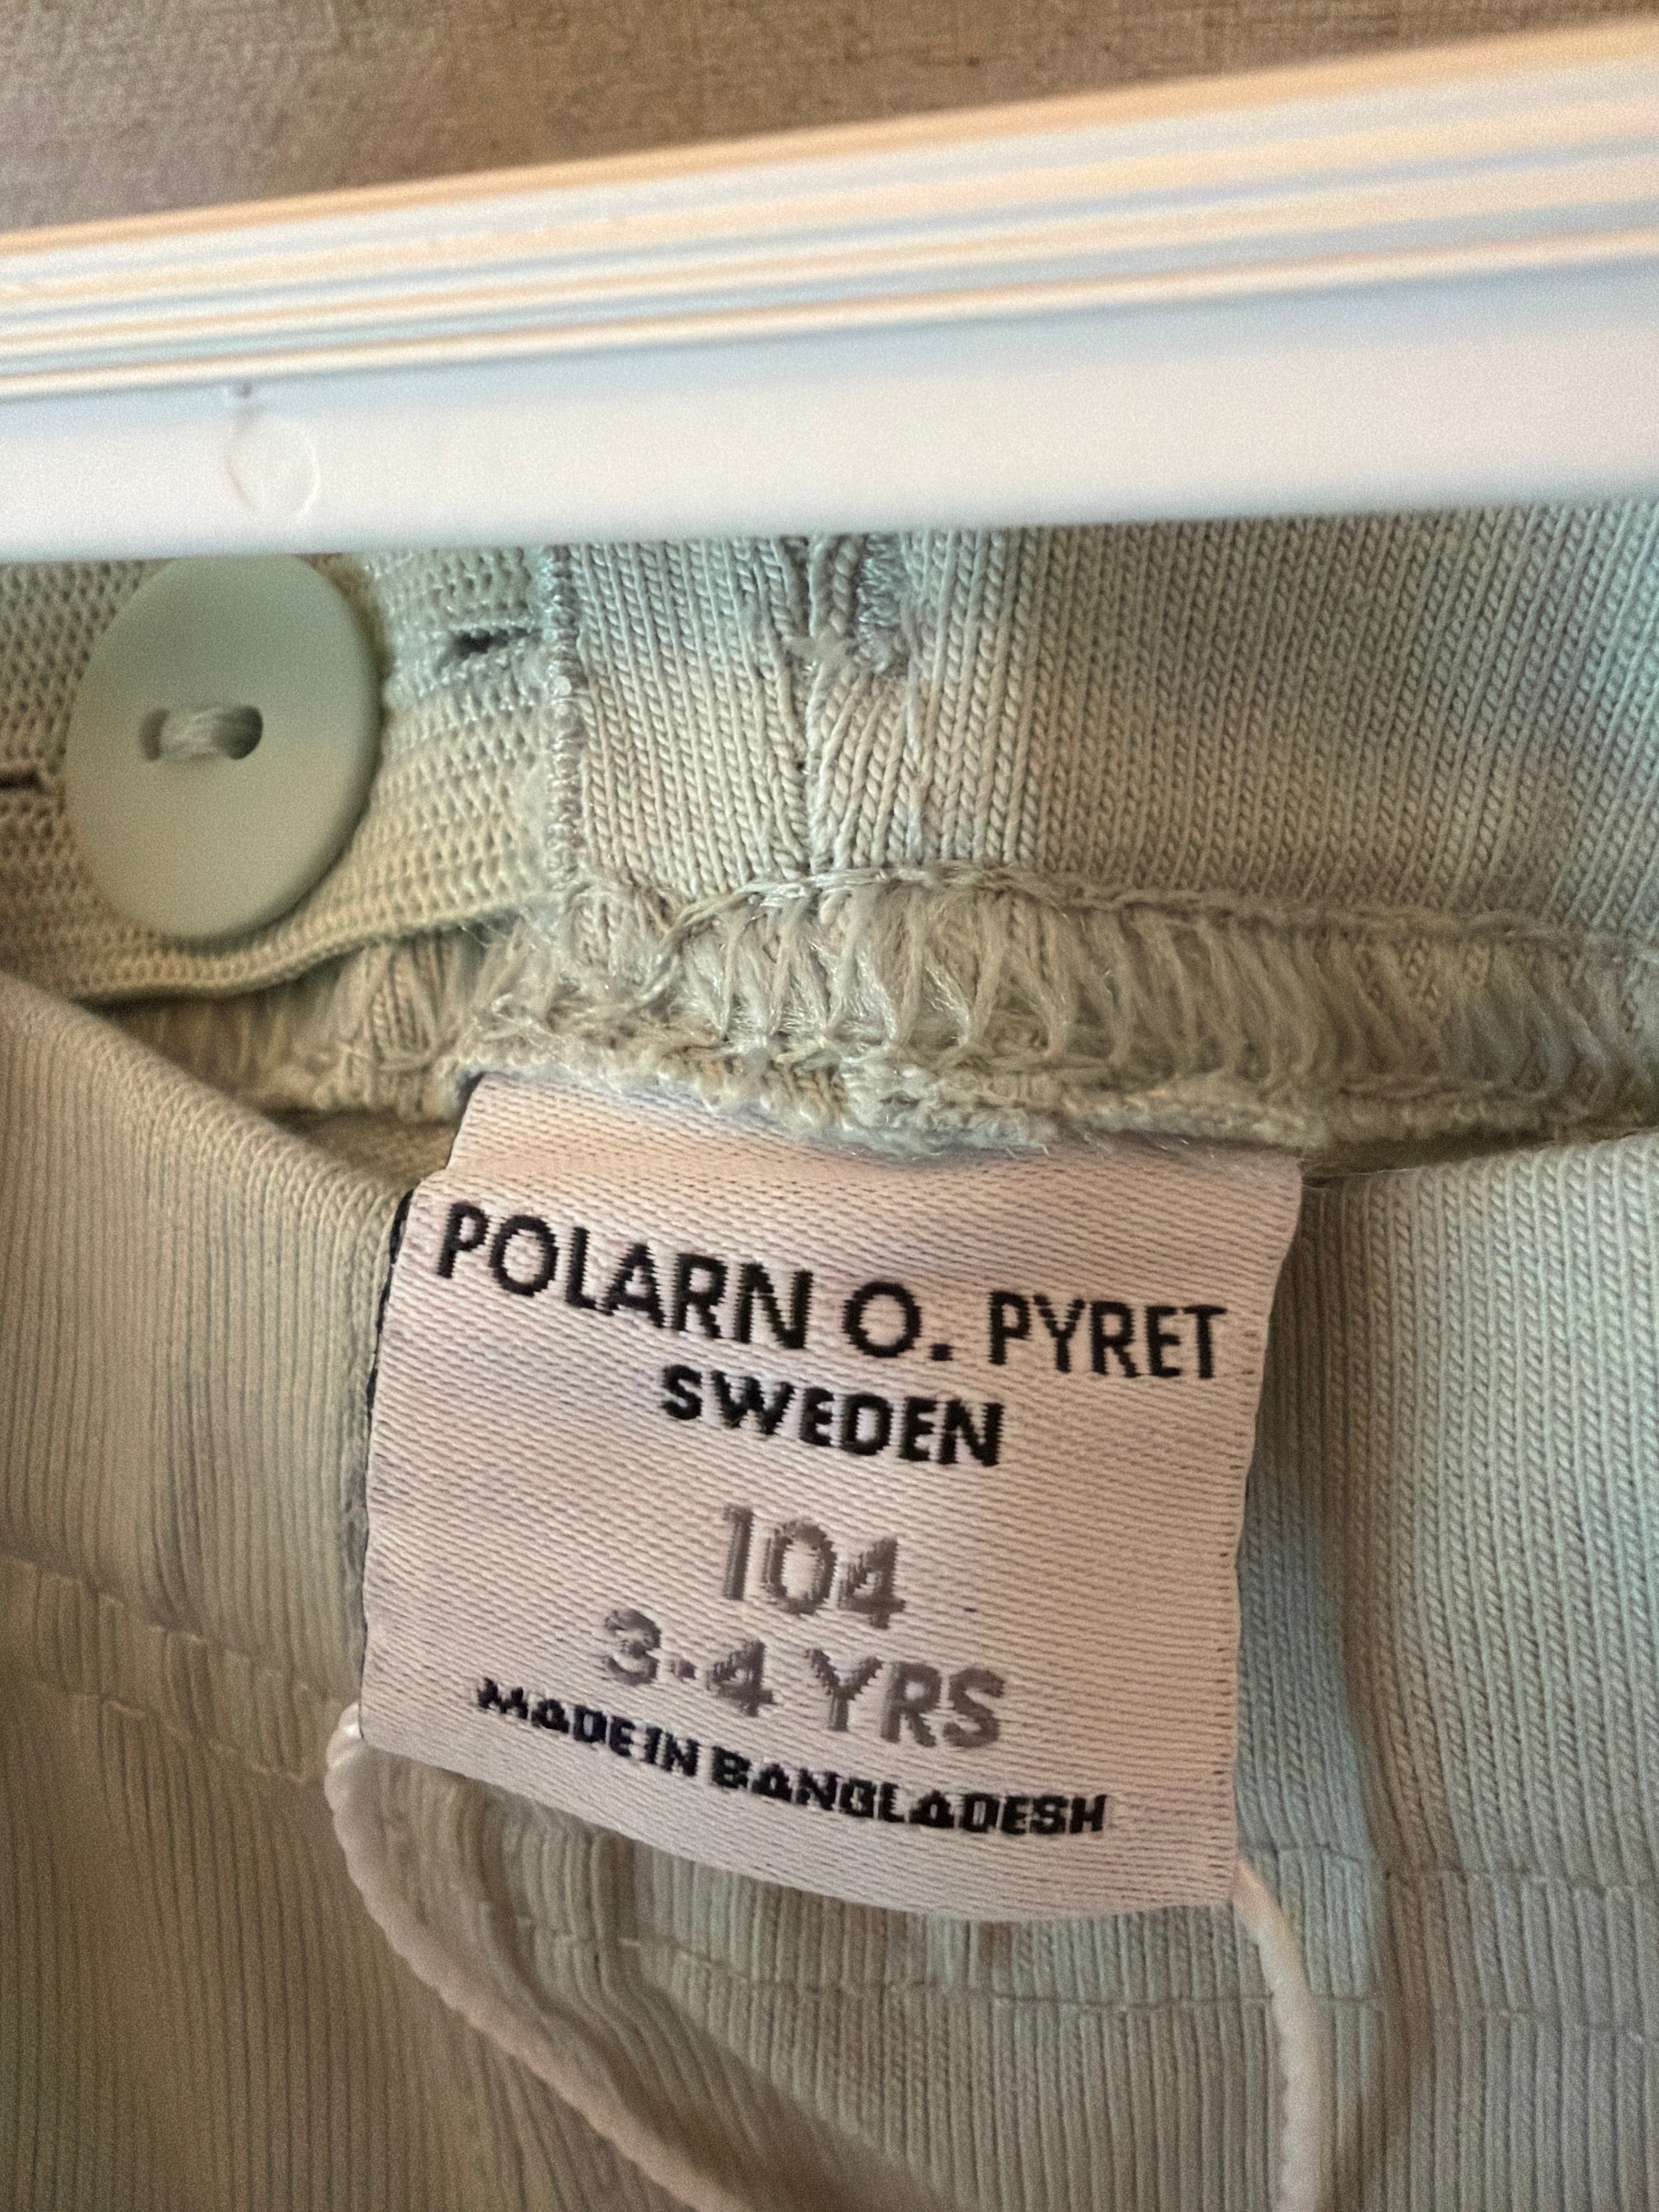 POLARN O. PYRET
SWEDEN
104
3-4 YRS
MADE IN BANGLADESH